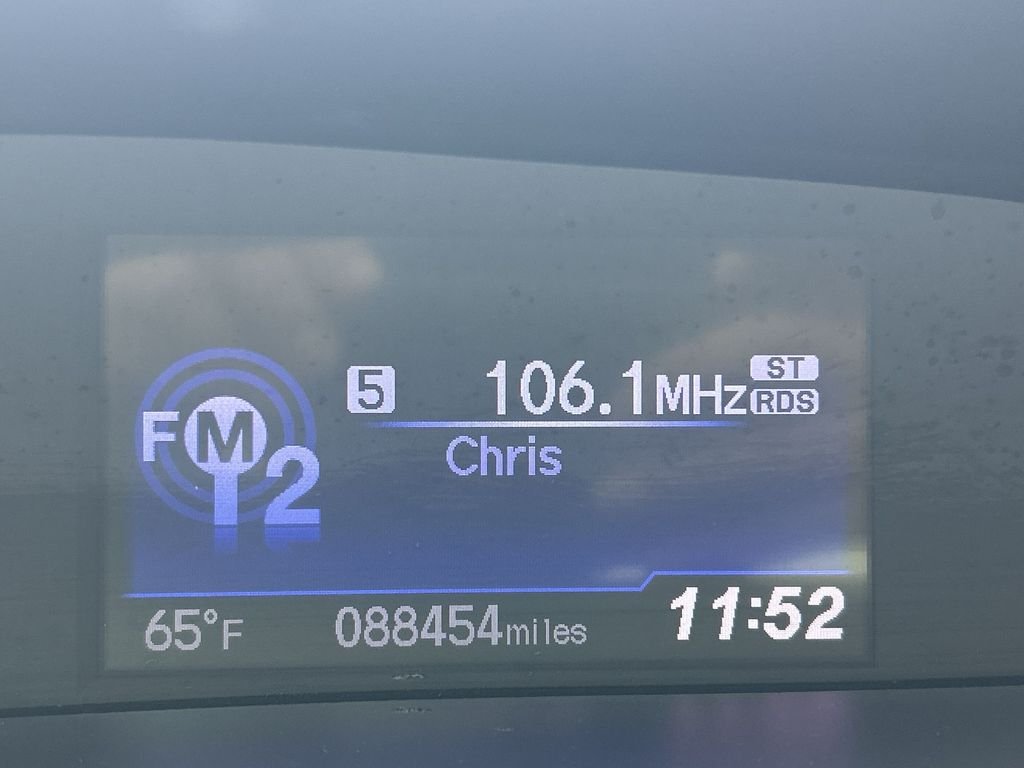 5 106.1MHz ST
RDS
FM2
Chris
65°F 088454miles 11:52